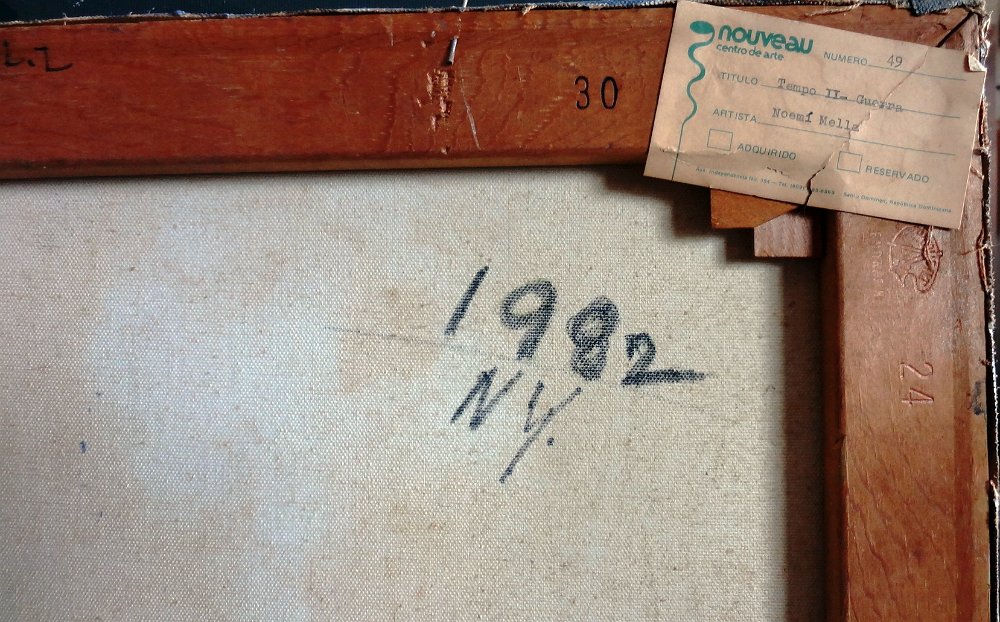 30
nouveau
centro de arte
NUMERO 49
TITULO Tempo II- Guerra
ARTISTA Noemí Mella
ADQUIRIDO
RESERVADO
Santo Domingo, República Dominicana
1982
N.Y.
24